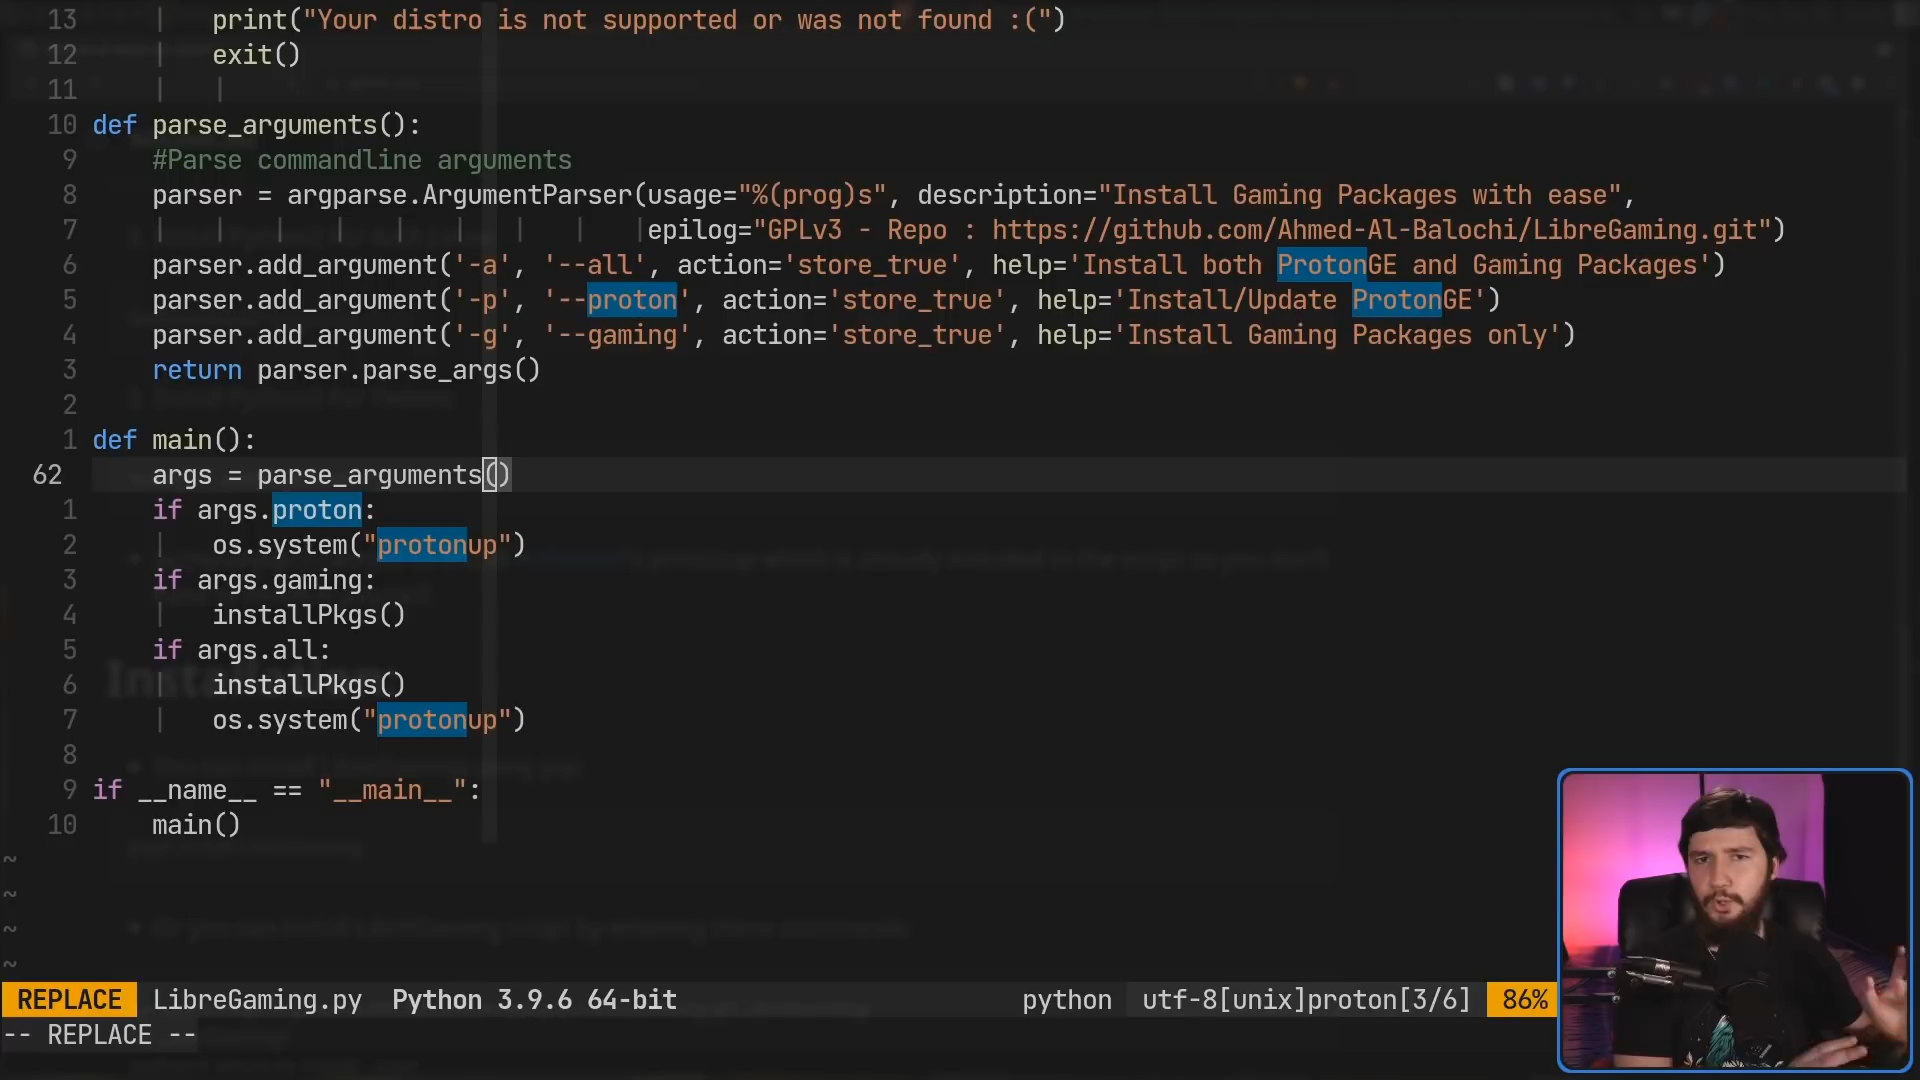 13 print("Your distro is not supported or was not found :(")
12 exit()
11
10 def parse_arguments():
9 #Parse commandline arguments
8 parser = argparse.ArgumentParser(usage="%(prog)s", description="Install Gaming Packages with ease",
7 epilog="GPLv3 - Repo : https://github.com/Ahmed-Al-Balochi/LibreGaming.git")
6 parser.add_argument('-a', '--all', action='store_true', help='Install both ProtonGE and Gaming Packages')
5 parser.add_argument('-p', '--proton', action='store_true', help='Install/Update ProtonGE')
4 parser.add_argument('-g', '--gaming', action='store_true', help='Install Gaming Packages only')
3 return parser.parse_args()
2
1 def main():
62 args = parse_arguments()
1 if args.proton:
2 os.system("protonup")
3 if args.gaming:
4 installPkgs()
5 if args.all:
6 installPkgs()
7 os.system("protonup")
8
9 if __name__ == "__main__":
10 main()
~
~
~
~
REPLACE LibreGaming.py Python 3.9.6 64-bit python utf-8[unix]proton[3/6] 86%
-- REPLACE --